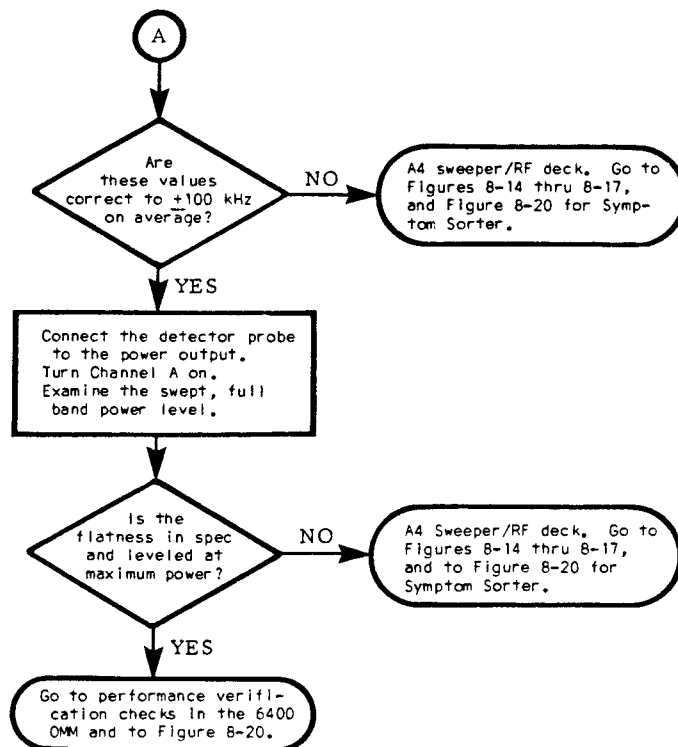 A
Are
these values
correct to ±100 kHz
on average?
NO
A4 sweeper/RF deck. Go to
Figures 8-14 thru 8-17,
and Figure 8-20 for Symp-
tom Sorter.
YES
Connect the detector probe
to the power output.
Turn Channel A on.
Examine the swept, full
band power level.
Is the
flatness in spec
and leveled at
maximum power?
NO
A4 Sweeper/RF deck. Go to
Figures 8-14 thru 8-17,
and to Figure 8-20 for
Symptom Sorter.
YES
Go to performance verifi-
cation checks in the 6400
OMM and to Figure 8-20.